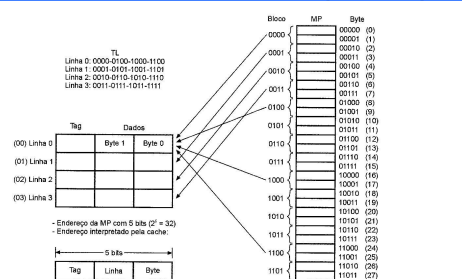 Bloco MP Byte
TL
Linha 0: 0000-0100-1000-1100
Linha 1: 0001-0101-1001-1101
Linha 2: 0010-0110-1010-1110
Linha 3: 0011-0111-1011-1111
Tag Dados
(00) Linha 0 Byte 1 Byte 0
(01) Linha 1
(02) Linha 2
(03) Linha 3
- Endereço da MP com 5 bits (2⁵ = 32)
- Endereço interpretado pela cache:
5 bits
Tag Linha Byte
0000
0001
0010
0011
0100
0101
0110
0111
1000
1001
1010
1011
1100
1101
00000 (0)
00001 (1)
00010 (2)
00011 (3)
00100 (4)
00101 (5)
00110 (6)
00111 (7)
01000 (8)
01001 (9)
01010 (10)
01011 (11)
01100 (12)
01101 (13)
01110 (14)
01111 (15)
10000 (16)
10001 (17)
10010 (18)
10011 (19)
10100 (20)
10101 (21)
10110 (22)
10111 (23)
11000 (24)
11001 (25)
11010 (26)
11011 (27)